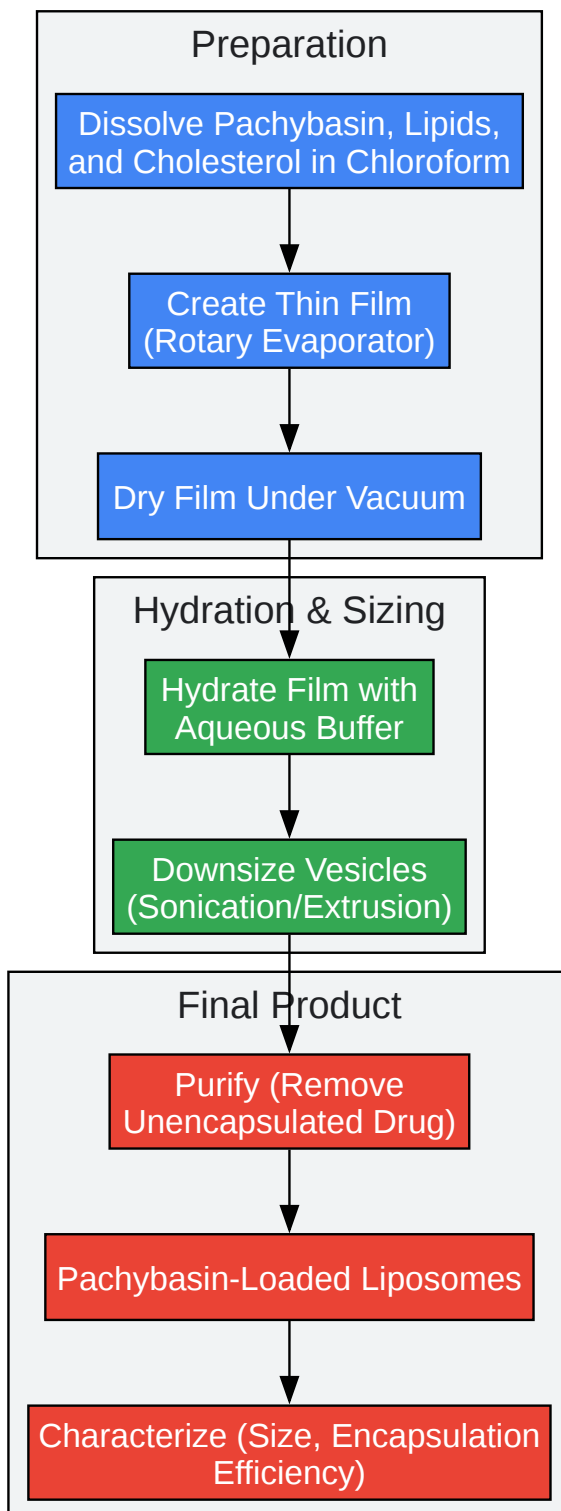 Preparation
Dissolve Pachybasin, Lipids,
and Cholesterol in Chloroform
Create Thin Film
(Rotary Evaporator)
Dry Film Under Vacuum
Hydration & Sizing
Hydrate Film with
Aqueous Buffer
Downsize Vesicles
(Sonication/Extrusion)
Final Product
Purify (Remove
Unencapsulated Drug)
Pachybasin-Loaded Liposomes
Characterize (Size, Encapsulation
Efficiency)